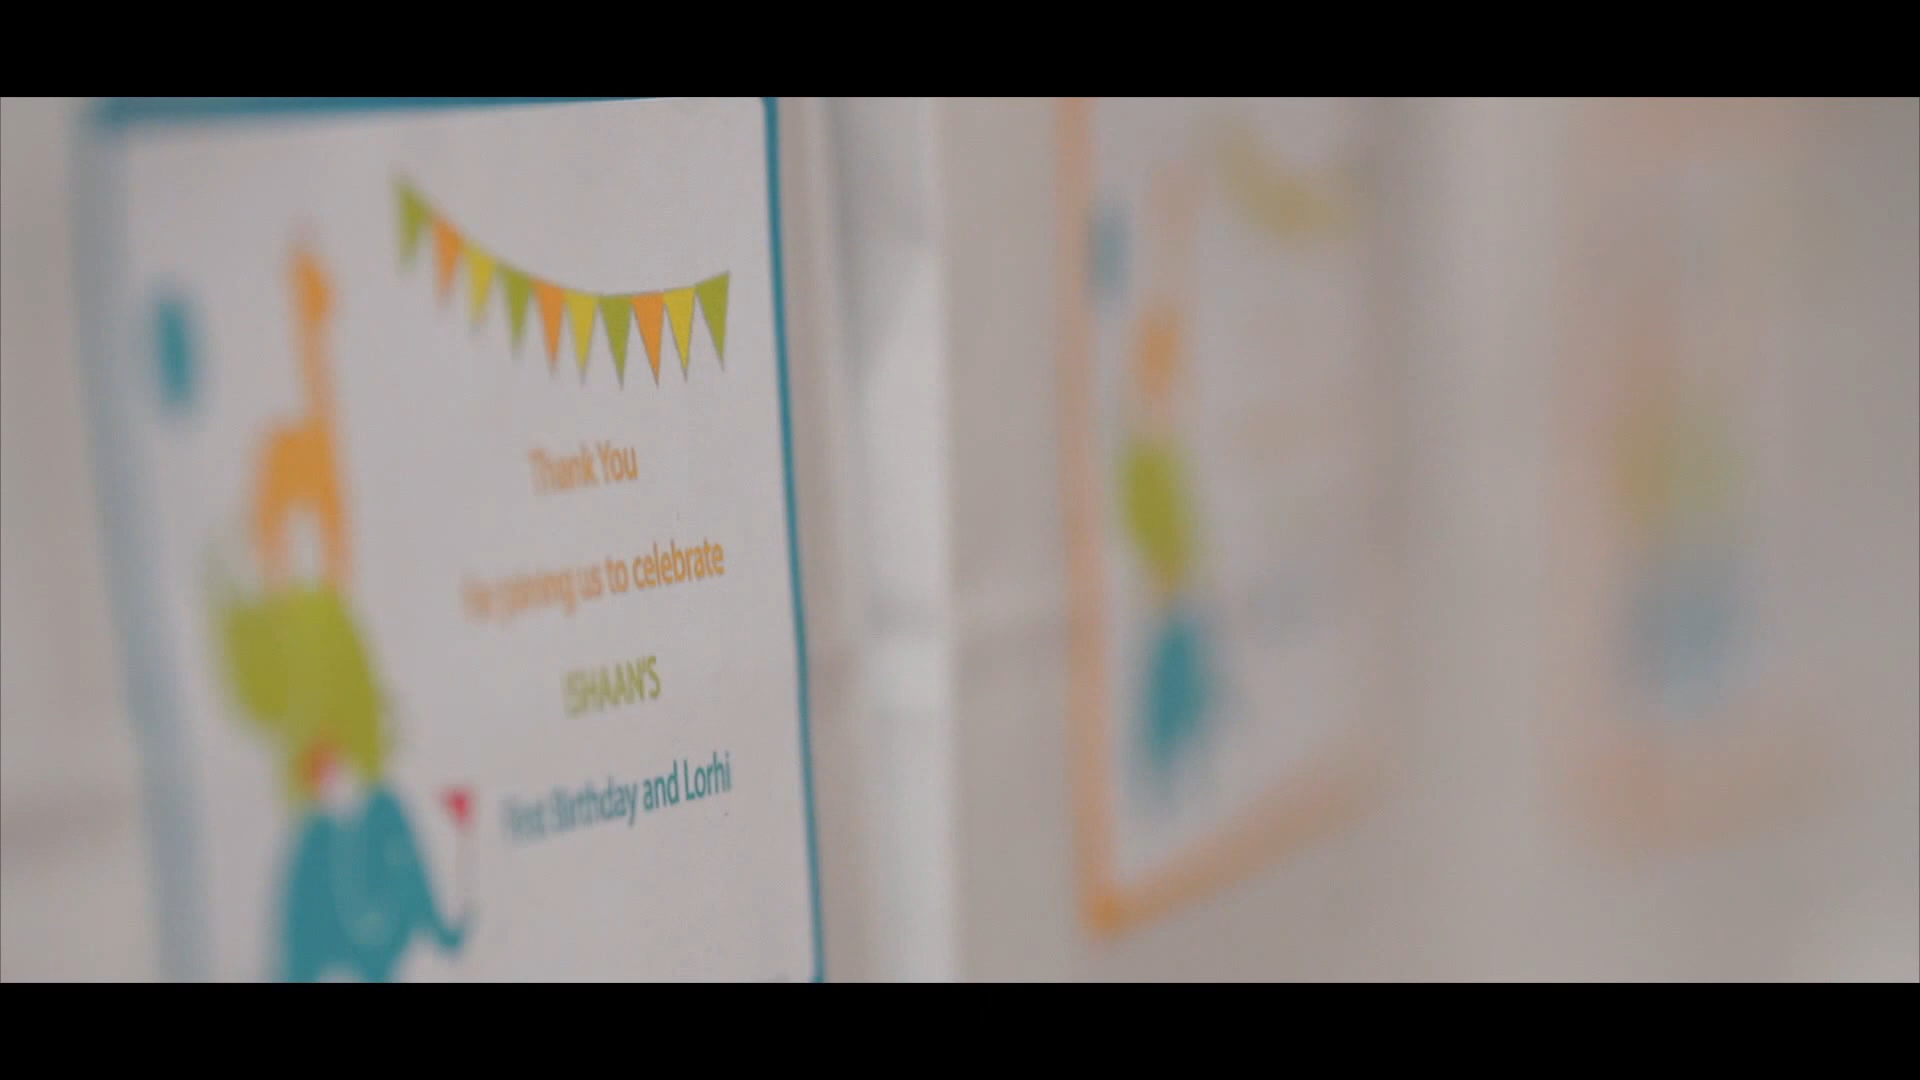 Thank You
for joining us to celebrate
ISHAAN'S
First Birthday and Lorhi